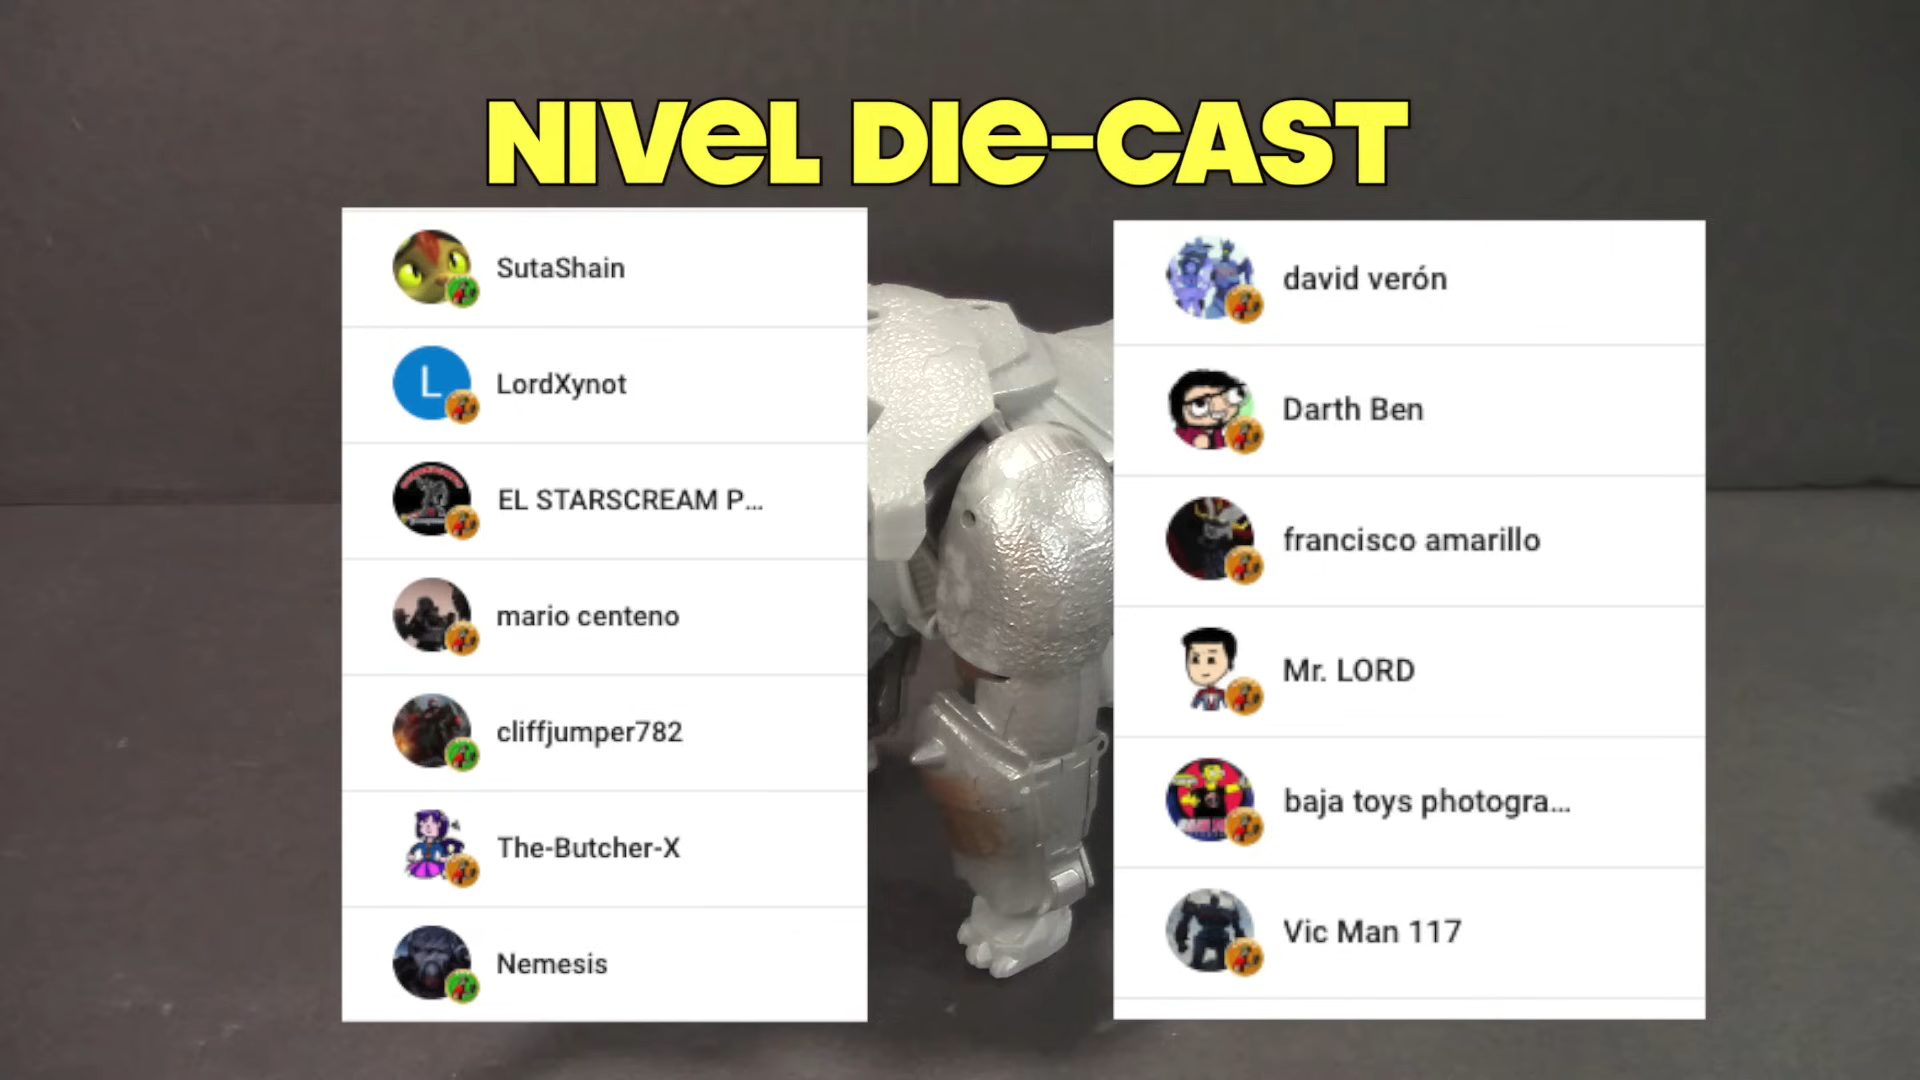 NIVEL DIE-CAST
SutaShain
L
LordXynot
EL STARSCREAM P...
mario centeno
cliffjumper782
The-Butcher-X
Nemesis
david verón
Darth Ben
francisco amarillo
Mr. LORD
baja toys photogra...
Vic Man 117